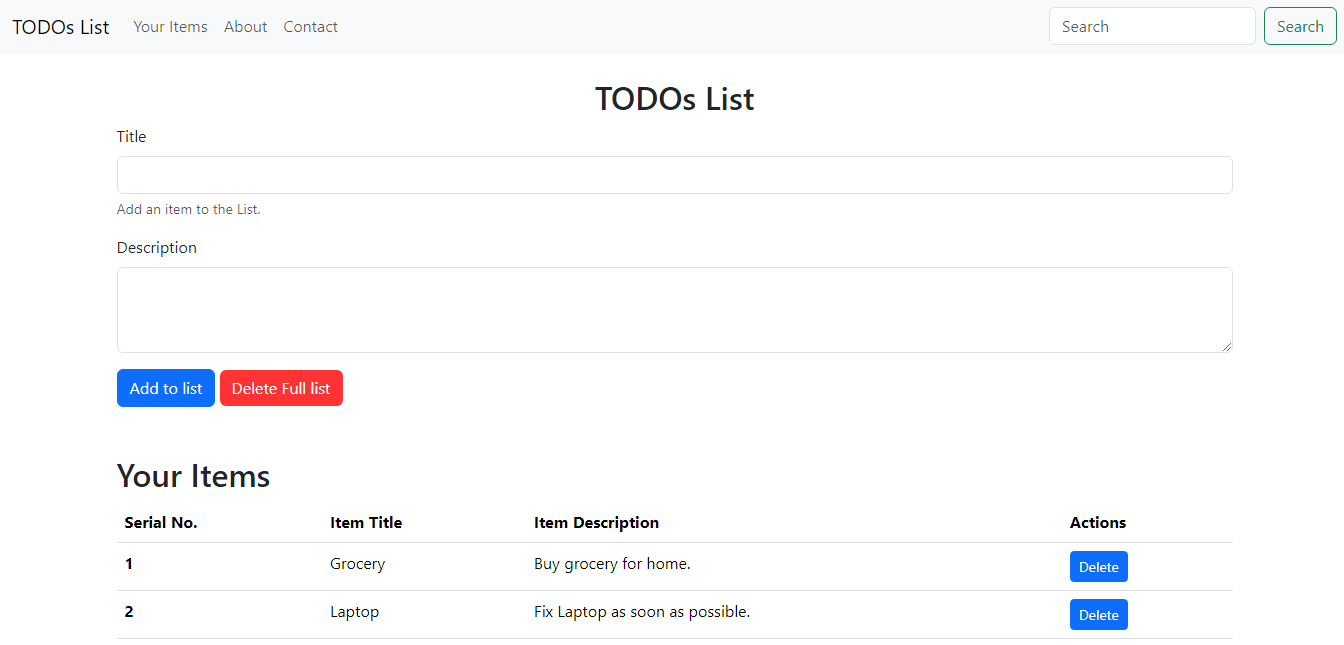 TODOs List Your Items About Contact Search Search
TODOs List
Title
Add an item to the List.
Description
Add to list Delete Full list
Your Items
Serial No. Item Title Item Description Actions
1 Grocery Buy grocery for home. Delete
2 Laptop Fix Laptop as soon as possible. Delete